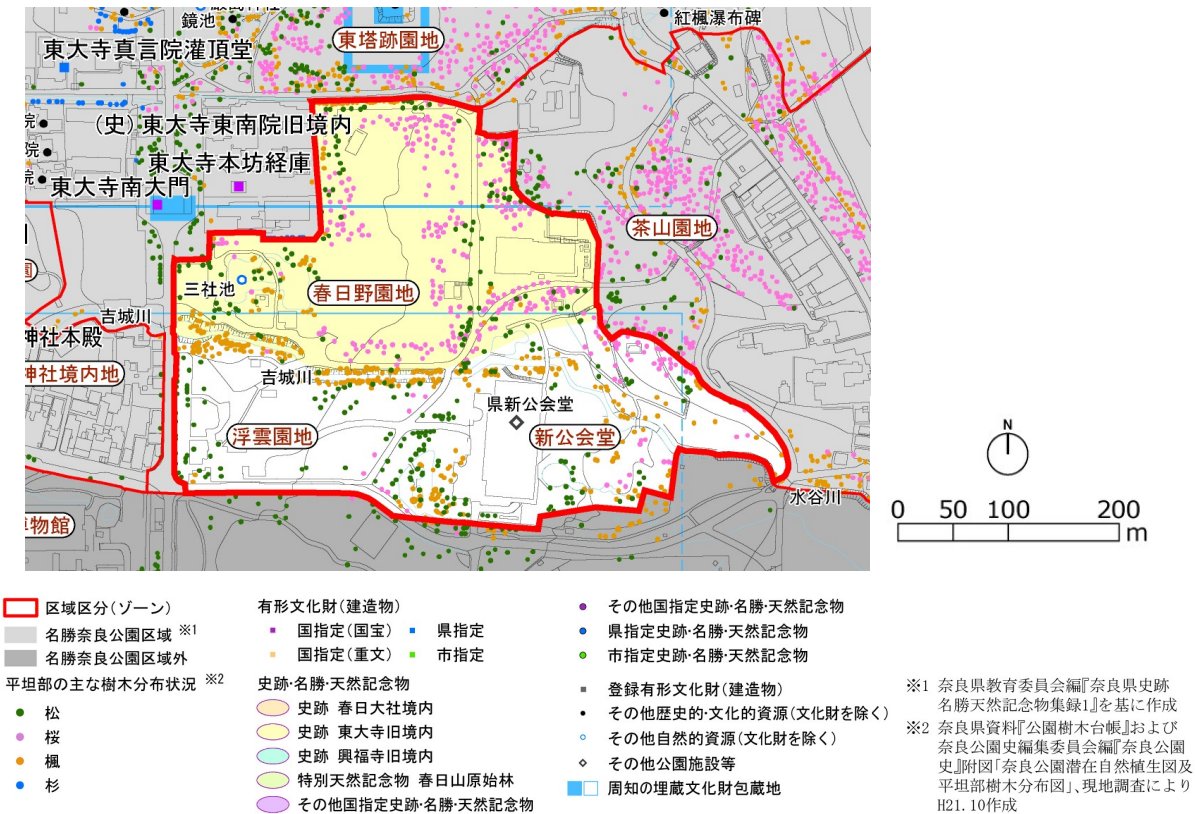 鏡池
紅楓瀑布碑
東塔跡園地
東大寺真言院灌頂堂
院
(史)東大寺東南院旧境内
院
東大寺本坊経庫
院
東大寺南大門
茶山園地
園
三社池
春日野園地
吉城川
神社本殿
神社境内地
吉城川
県新公会堂
浮雲園地
新公会堂
水谷川
博物館
N
0 50 100 200
m
区域区分(ゾーン)
名勝奈良公園区域 ※1
名勝奈良公園区域外
平坦部の主な樹木分布状況 ※2
松
桜
楓
杉
有形文化財(建造物)
国指定(国宝) 県指定
国指定(重文) 市指定
史跡・名勝・天然記念物
史跡 春日大社境内
史跡 東大寺旧境内
史跡 興福寺旧境内
特別天然記念物 春日山原始林
その他国指定史跡・名勝・天然記念物
その他国指定史跡・名勝・天然記念物
県指定史跡・名勝・天然記念物
市指定史跡・名勝・天然記念物
登録有形文化財(建造物)
その他歴史的・文化的資源(文化財を除く)
その他自然的資源(文化財を除く)
その他公園施設等
周知の埋蔵文化財包蔵地
※1 奈良県教育委員会編『奈良県史跡
名勝天然記念物集録1』を基に作成
※2 奈良県資料『公園樹木台帳』および
奈良公園史編集委員会編『奈良公園
史』附図「奈良公園潜在自然植生図及
平坦部樹木分布図」、現地調査により
H21.10作成